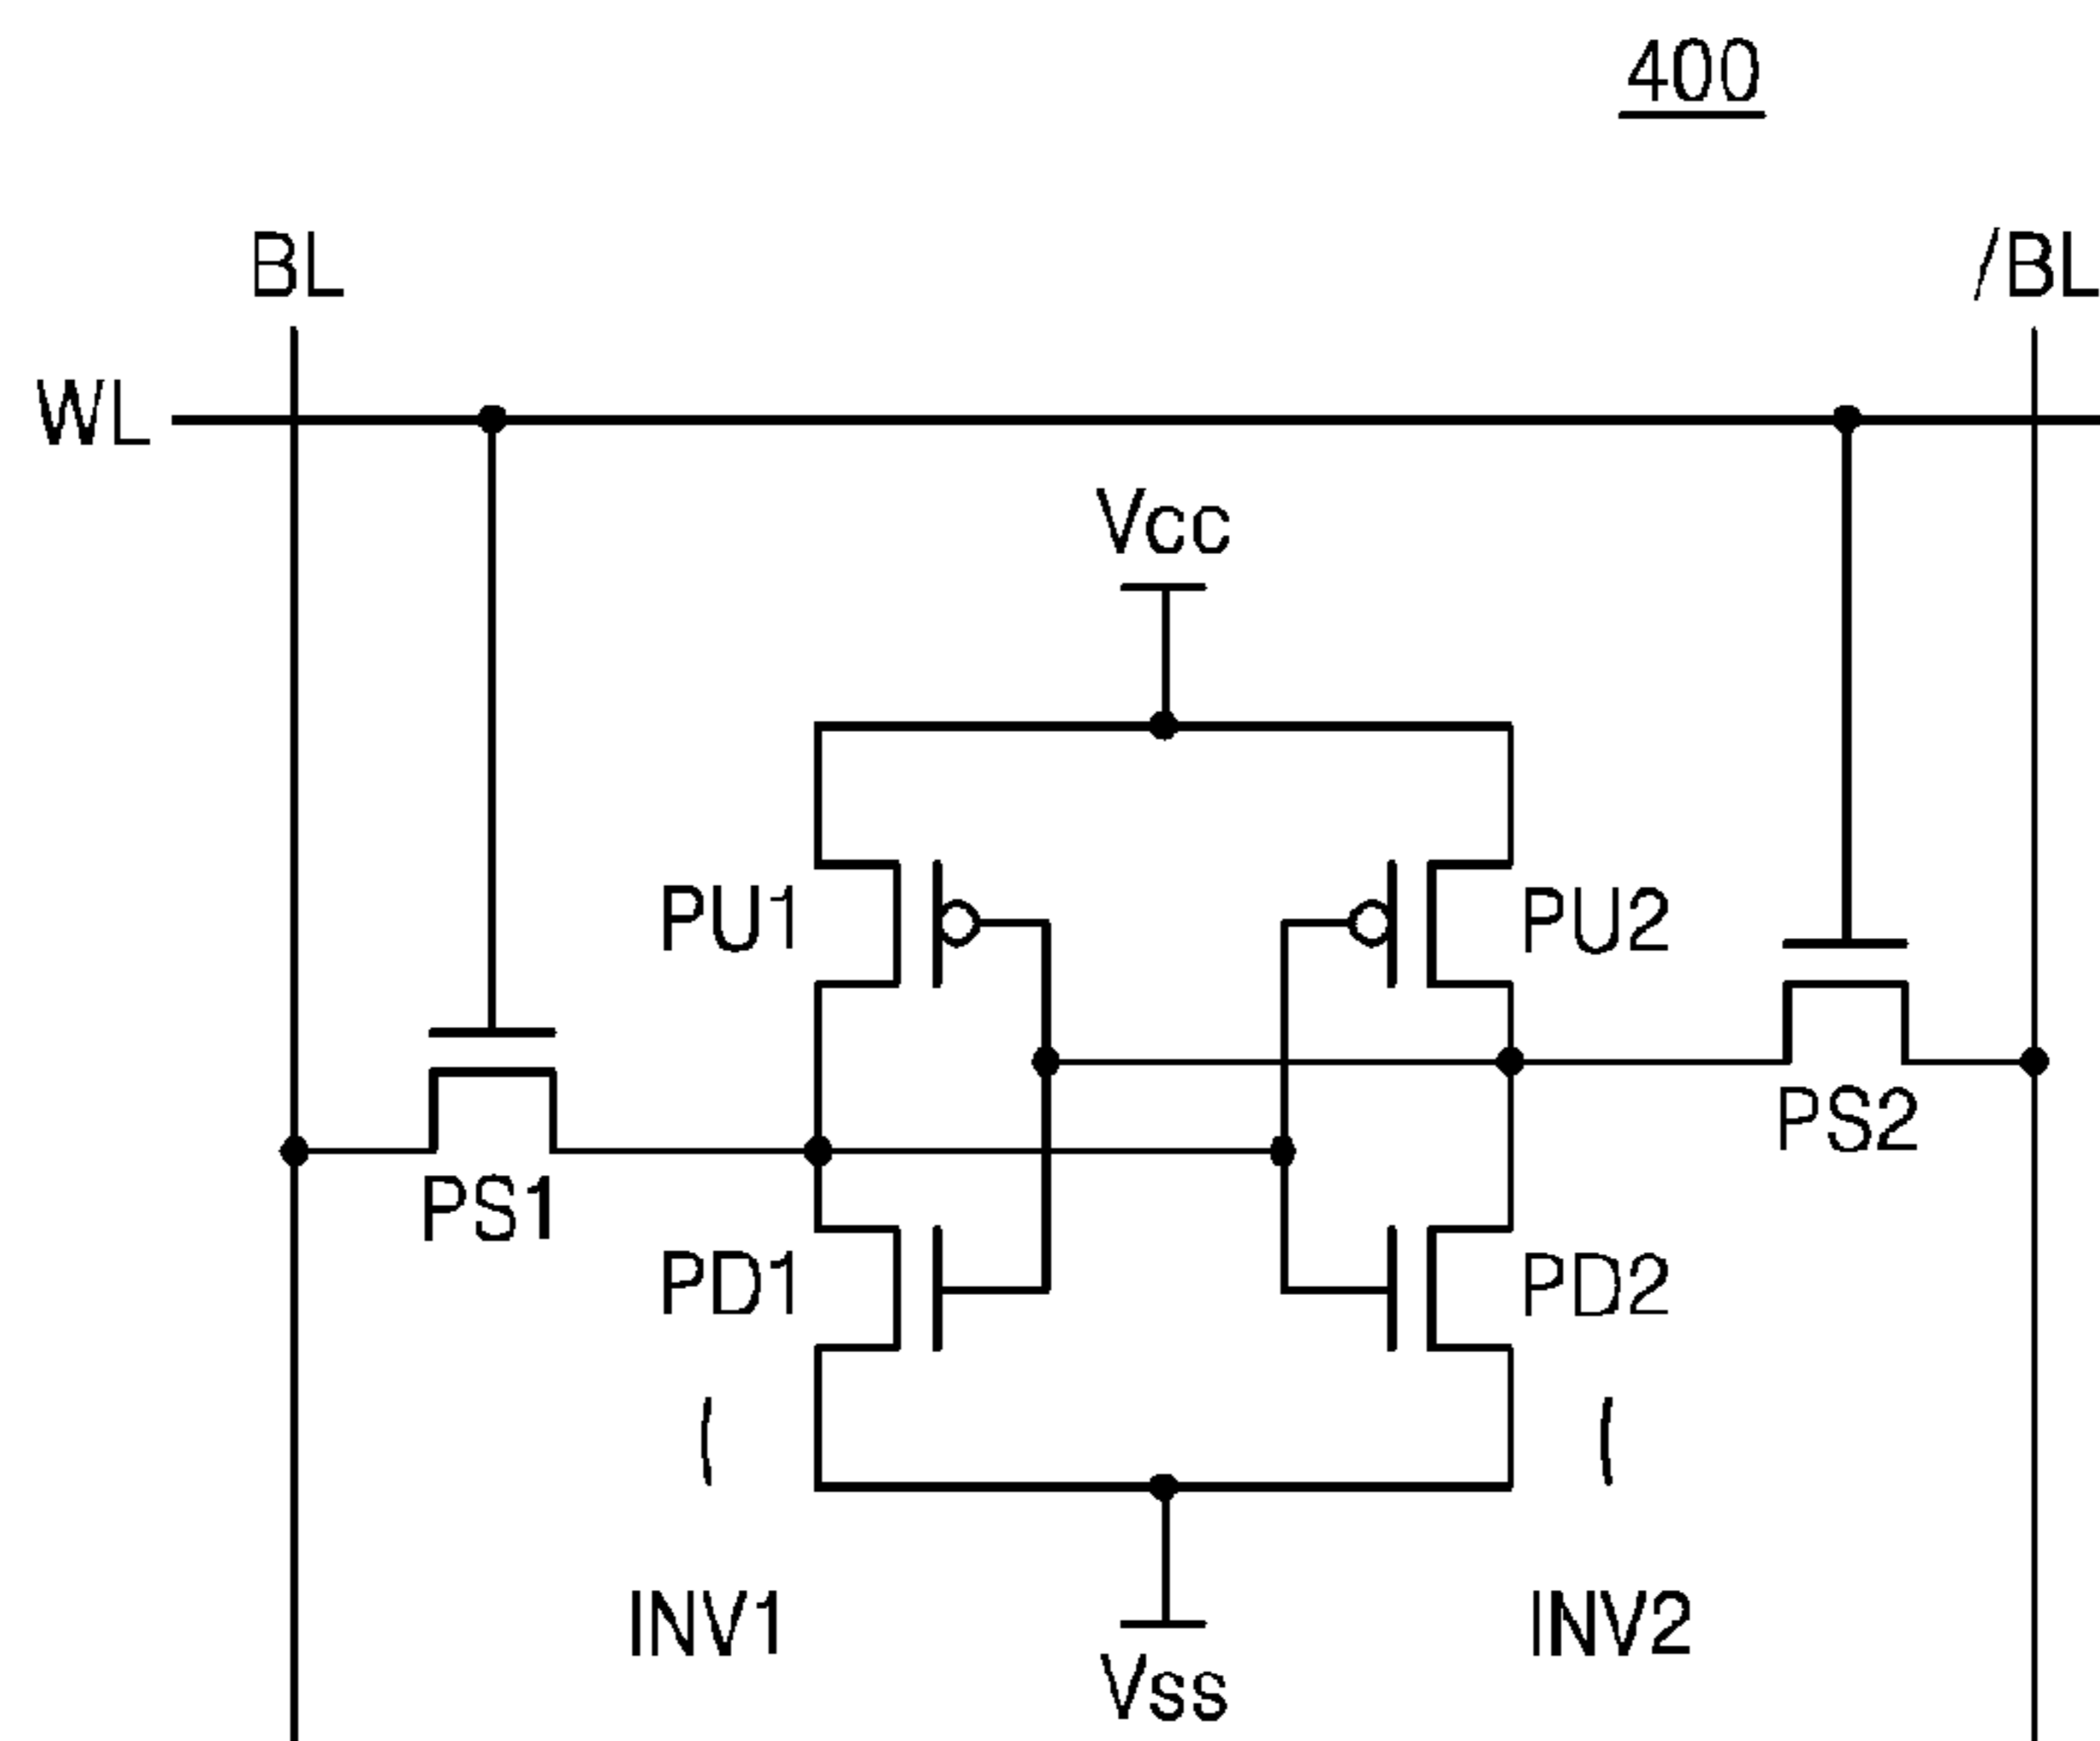 400
BL
/BL
WL
Vcc
PU1
PU2
PS2
PS1
PD1
PD2
INV1
INV2
Vss